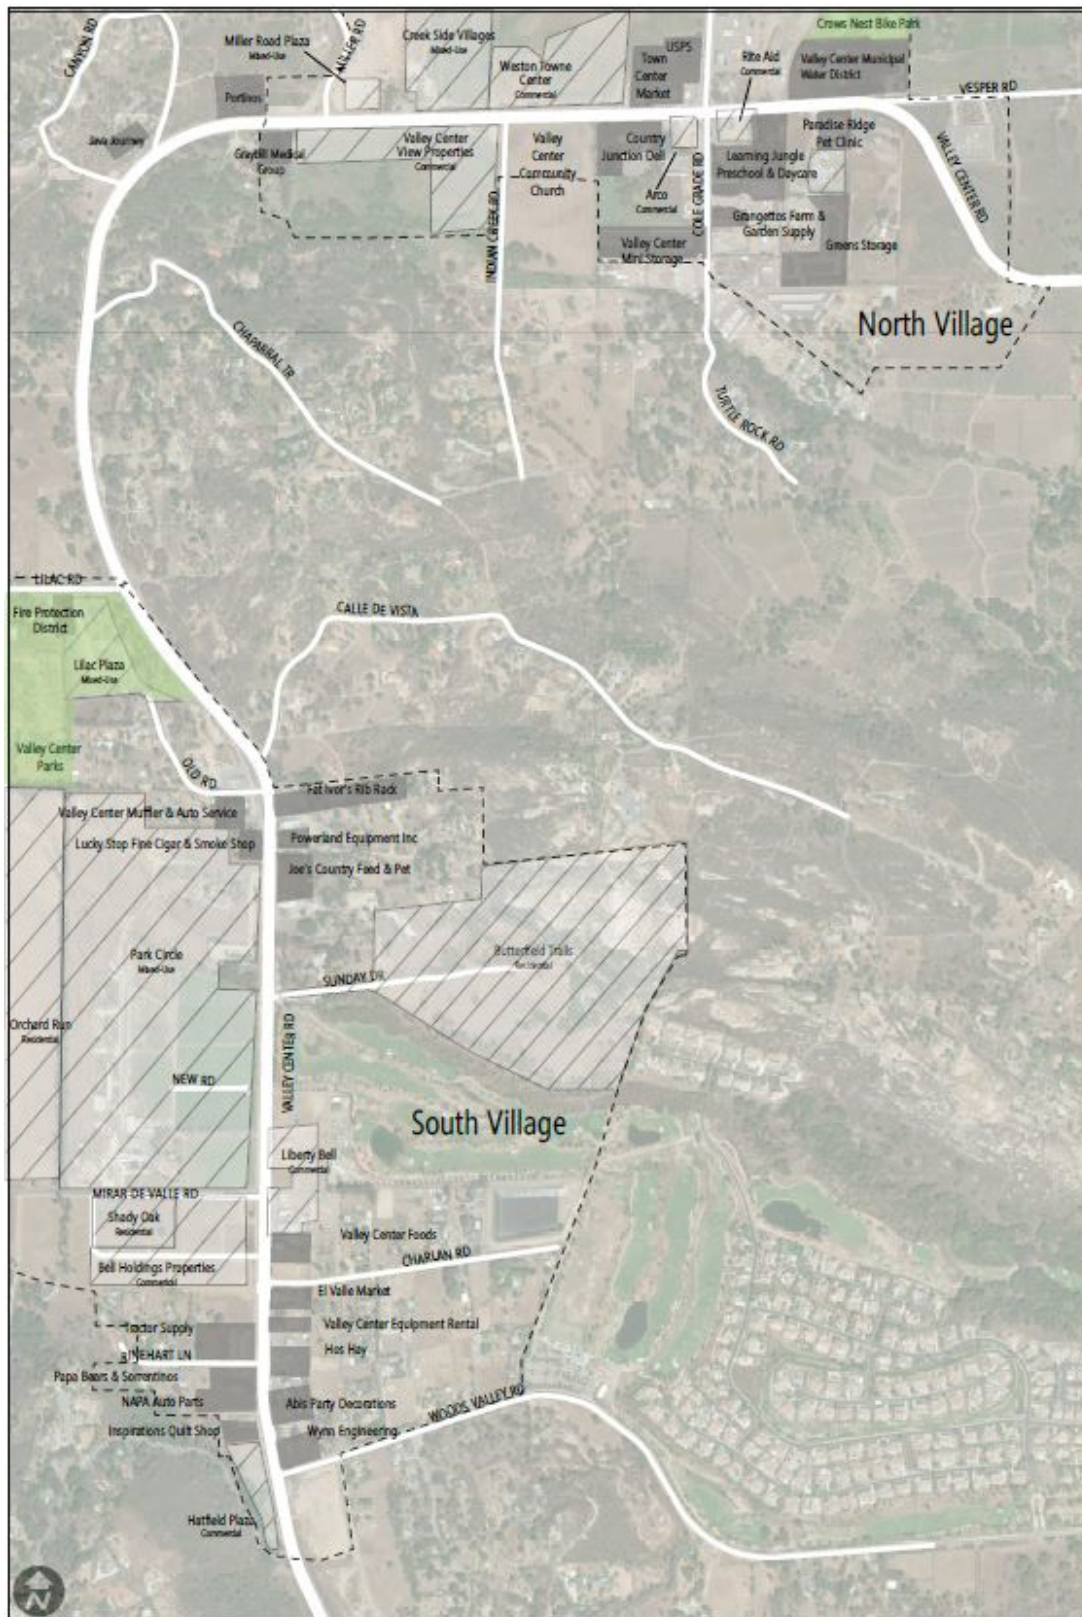 CANYON RD
Miller Road Plaza
Mixed-Use
MILLER RD
Creek Side Villages
Mixed-Use
Weston Towne
Center
Commercial
USPS
Town
Center
Market
Rite Aid
Commercial
Crows Nest Bike Park
Valley Center Municipal
Water District
VESPER RD
Portinos
Java Journey
Graybill Medical
Group
Valley Center
View Properties
Commercial
Valley
Center
Community
Church
Country
Junction Deli
Arco
Commercial
Learning Jungle
Preschool & Daycare
Paradise Ridge
Pet Clinic
VALLEY CENTER RD
INDIAN CREEK RD
COLE GRADE RD
Valley Center
Mini Storage
Grangettos Farm &
Garden Supply
Greens Storage
North Village
CHAPARRAL TR
TURTLE ROCK RD
LILAC RD
Fire Protection
District
Lilac Plaza
Mixed-Use
CALLE DE VISTA
Valley Center
Parks
OLD RD
Fat Ivor's Rib Rack
Valley Center Muffler & Auto Service
Lucky Stop Fine Cigar & Smoke Shop
Powerland Equipment Inc
Joe's Country Feed & Pet
Park Circle
Mixed-Use
Butterfield Trails
Residential
SUNDAY DR
Orchard Run
Residential
VALLEY CENTER RD
NEW RD
South Village
Liberty Bell
Commercial
MIRAR DE VALLE RD
Shady Oak
Residential
Valley Center Foods
Bell Holdings Properties
Commercial
CHARLAN RD
El Valle Market
Tractor Supply
Valley Center Equipment Rental
RINEHART LN
Hos Hay
Papa Bears & Sorrentinos
NAPA Auto Parts
Abis Party Decorations
WOODS VALLEY RD
Inspirations Quilt Shop
Wynn Engineering
Hatfield Plaza
Commercial
N